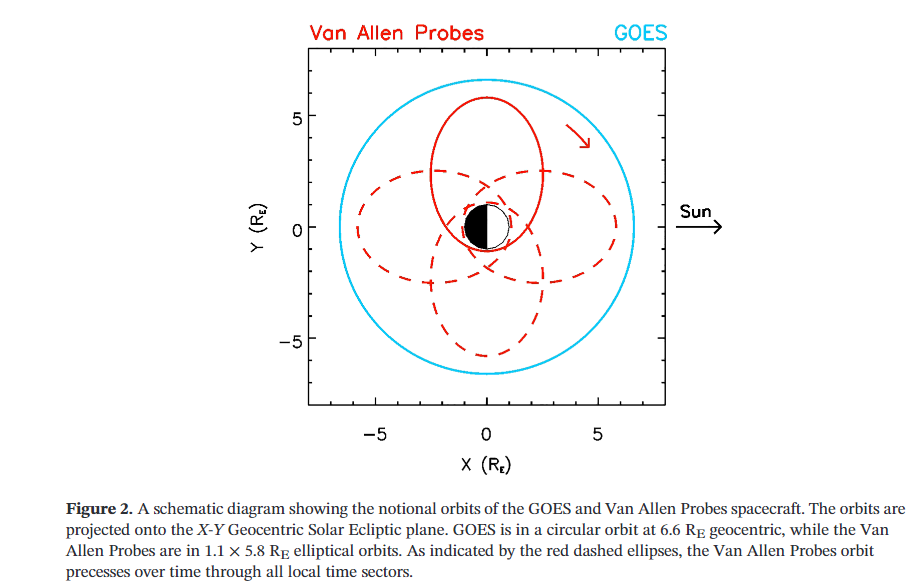 Van Allen Probes GOES
5
Y (RE)
0
Sun
−5
−5 0 5
X (RE)
Figure 2. A schematic diagram showing the notional orbits of the GOES and Van Allen Probes spacecraft. The orbits are
projected onto the X-Y Geocentric Solar Ecliptic plane. GOES is in a circular orbit at 6.6 RE geocentric, while the Van
Allen Probes are in 1.1 × 5.8 RE elliptical orbits. As indicated by the red dashed ellipses, the Van Allen Probes orbit
precesses over time through all local time sectors.